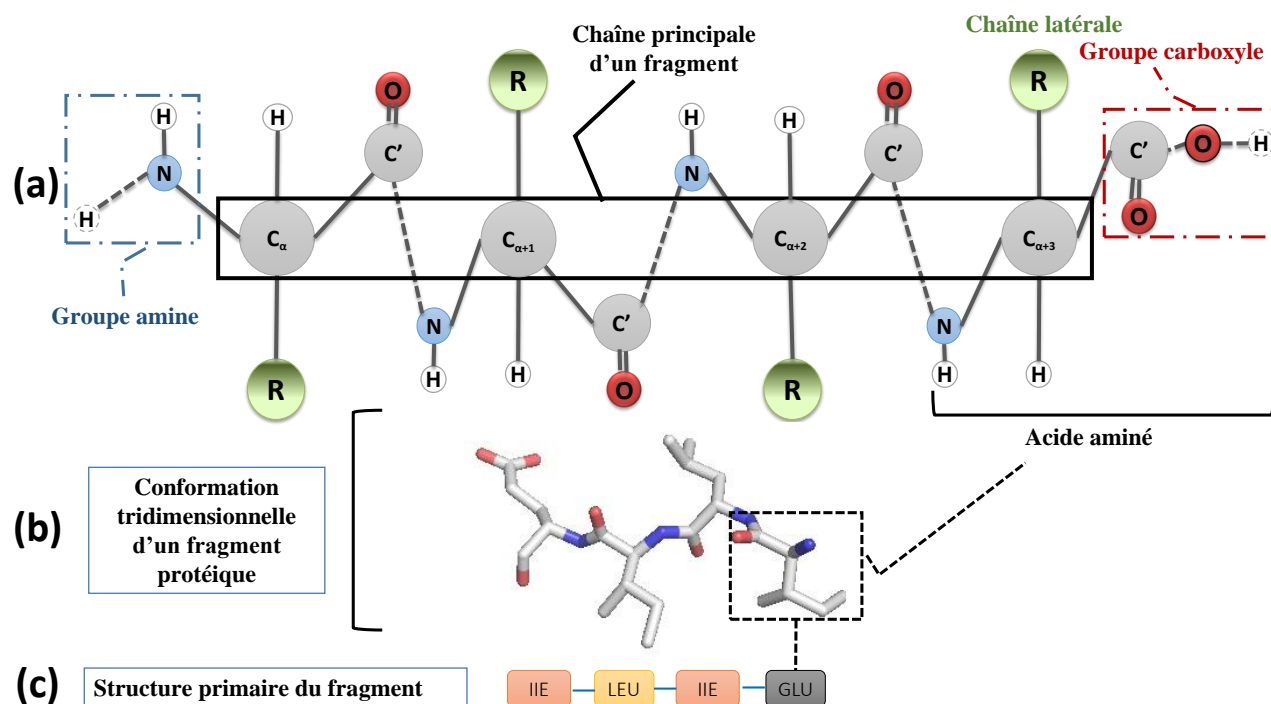 Chaîne principale
d'un fragment
Chaîne latérale
Groupe carboxyle
(a)
H
N
H
H
Cα
R
O
C'
N
H
R
Cα+1
H
C'
O
H
N
H
Cα+2
R
O
C'
N
H
R
Cα+3
H
C'
O
H
O
Groupe amine
Acide aminé
(b)
Conformation
tridimensionnelle
d'un fragment
protéique
(c)
Structure primaire du fragment
IIE
LEU
IIE
GLU